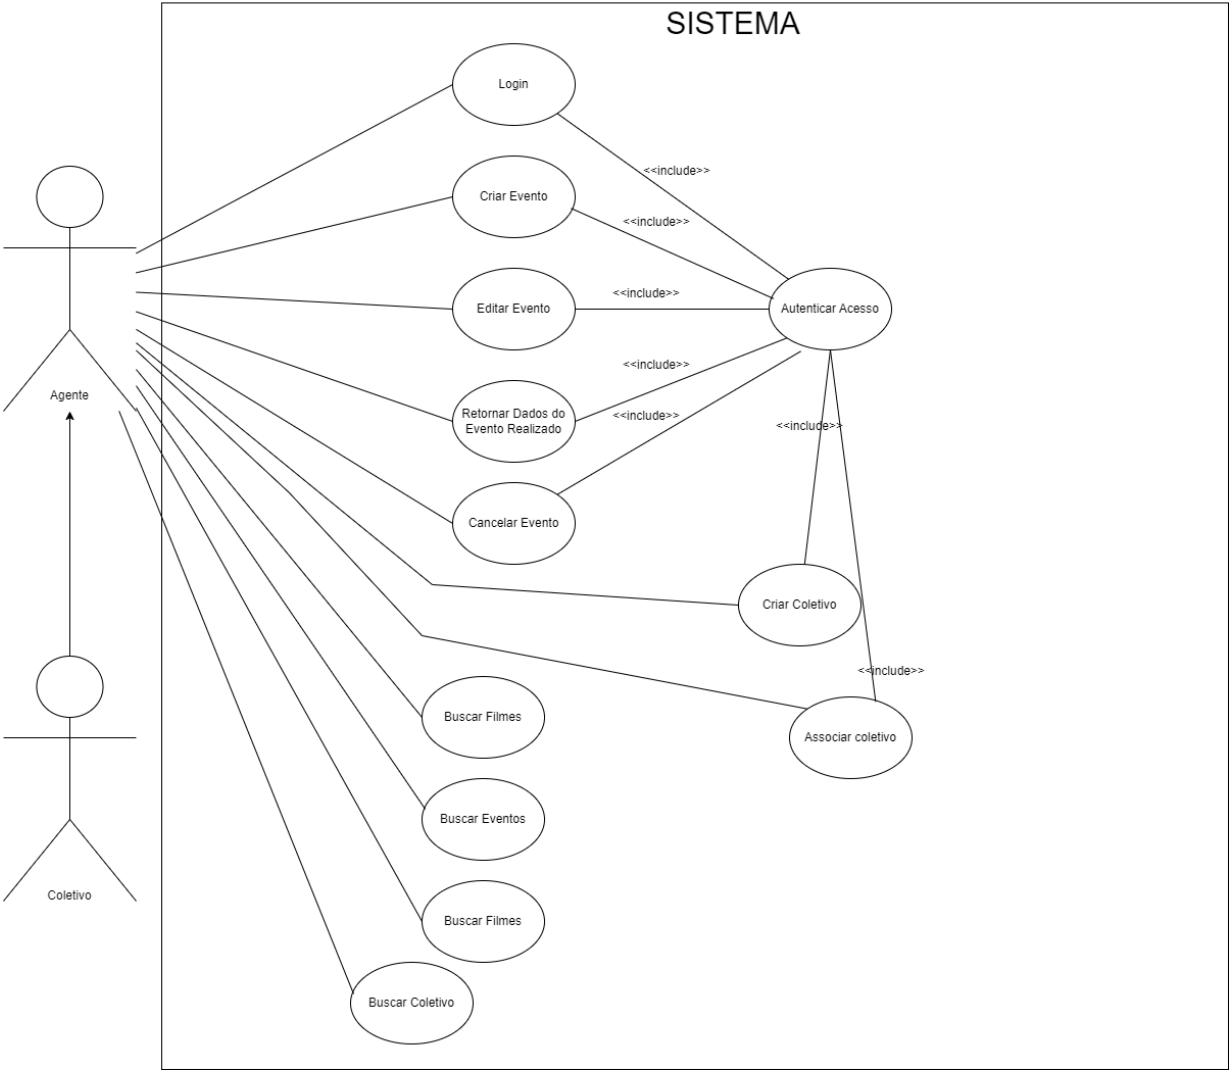 SISTEMA
Login
<<include>>
Criar Evento
<<include>>
Editar Evento
<<include>>
Autenticar Acesso
<<include>>
Agente
Retornar Dados do
Evento Realizado
<<include>>
<<include>>
Cancelar Evento
Criar Coletivo
<<include>>
Buscar Filmes
Associar coletivo
Buscar Eventos
Coletivo
Buscar Filmes
Buscar Coletivo